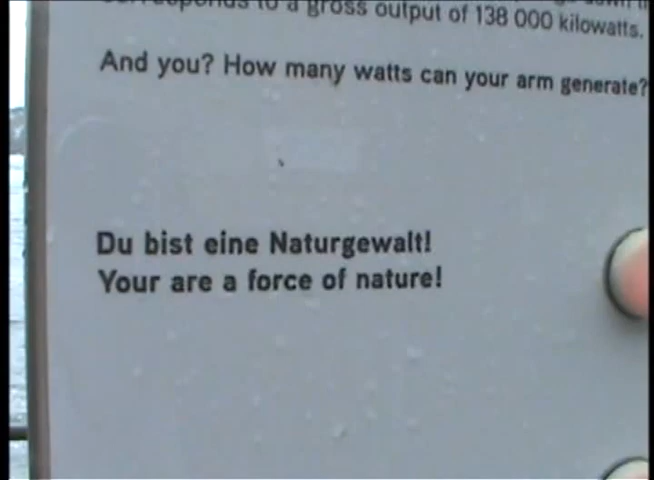 to a gross output of 138 000 kilowatts.
And you? How many watts can your arm generate?
Du bist eine Naturgewalt!
Your are a force of nature!